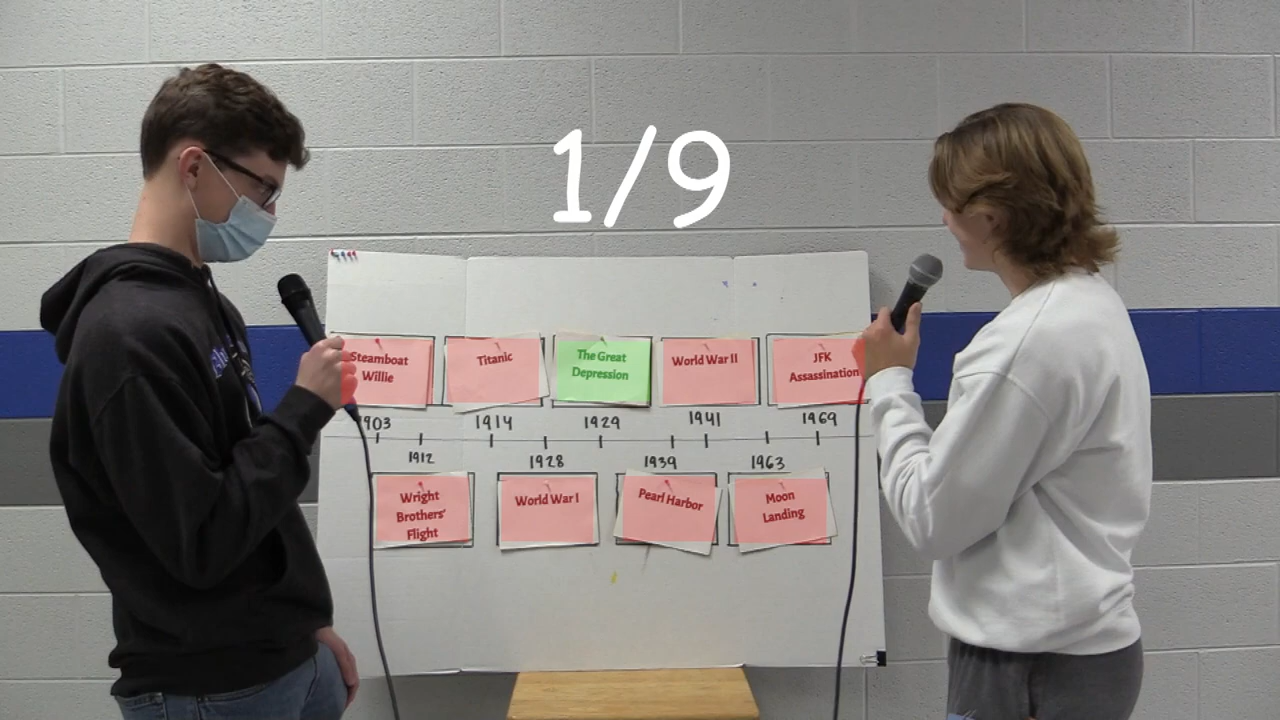 1/9
Steamboat
Willie
Titanic
The Great
Depression
World War II
JFK
Assassination
903
1914
1929
1941
1969
1912
1928
1939
1963
Wright
Brothers'
Flight
World War I
Pearl Harbor
Moon
Landing